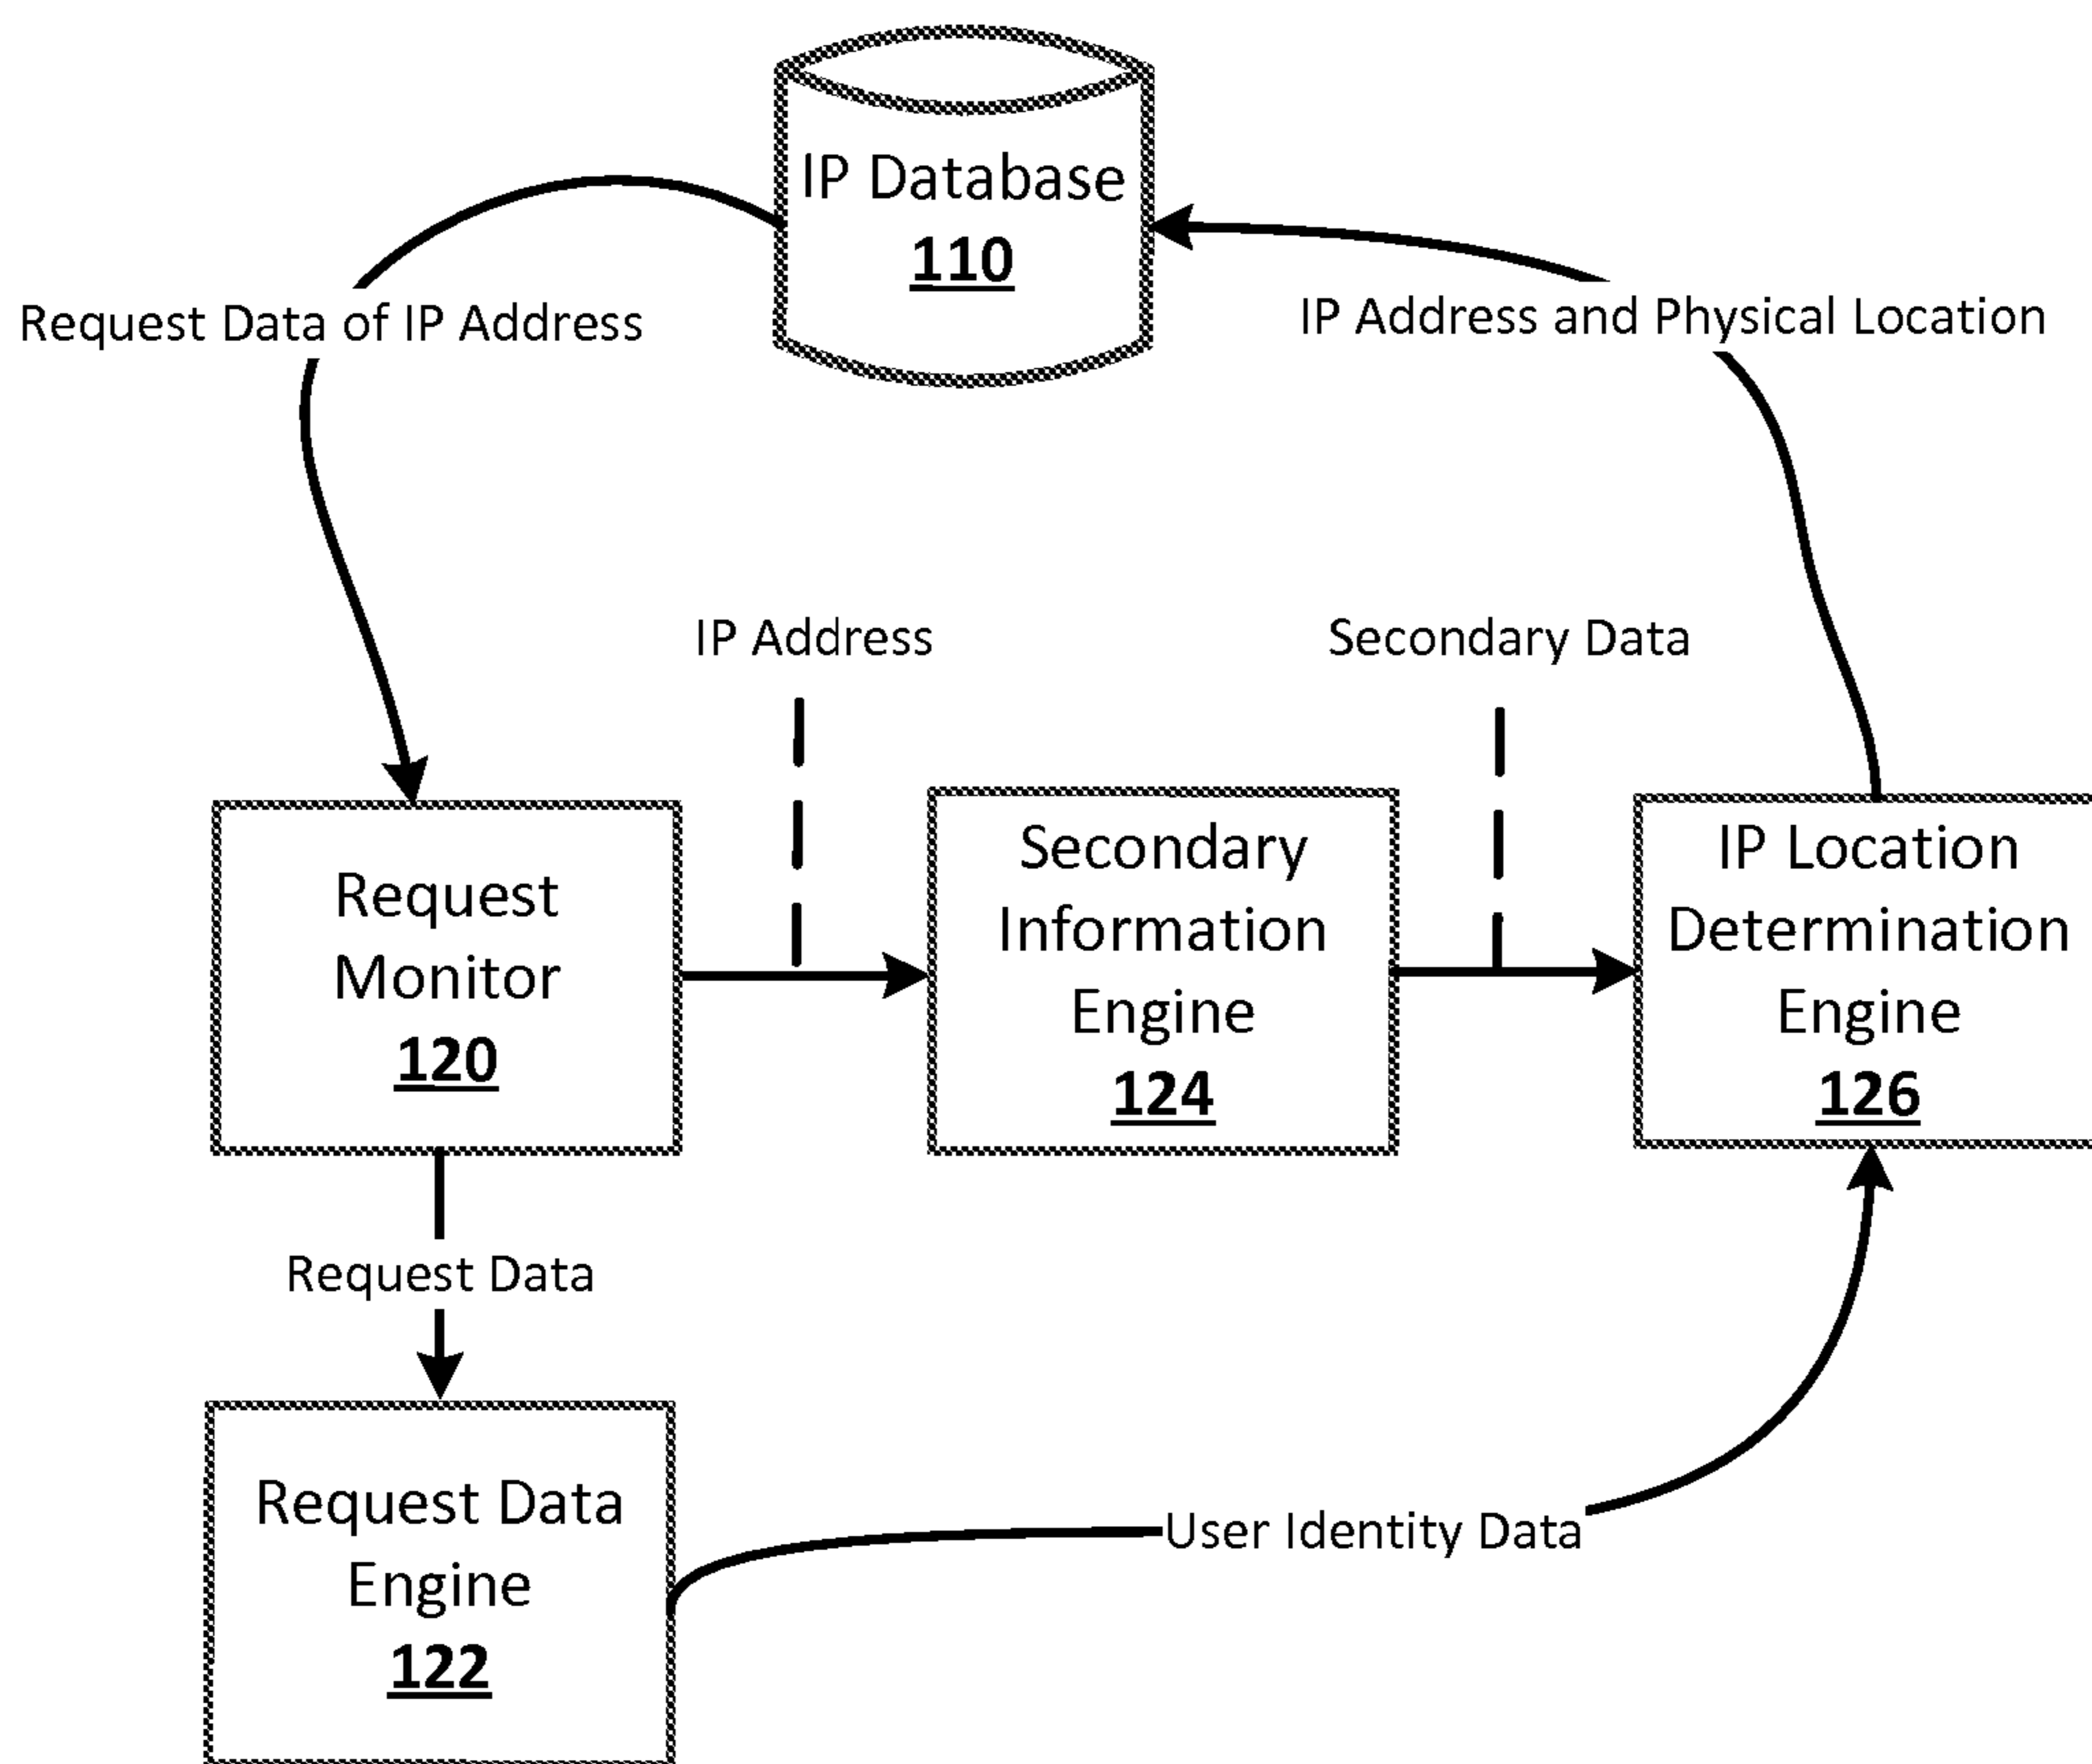 IP Database
110
Request Data of IP Address
IP Address and Physical Location
IP Address
Secondary Data
Request
Monitor
120
Secondary
Information
Engine
124
IP Location
Determination
Engine
126
Request Data
Request Data
Engine
122
User Identity Data